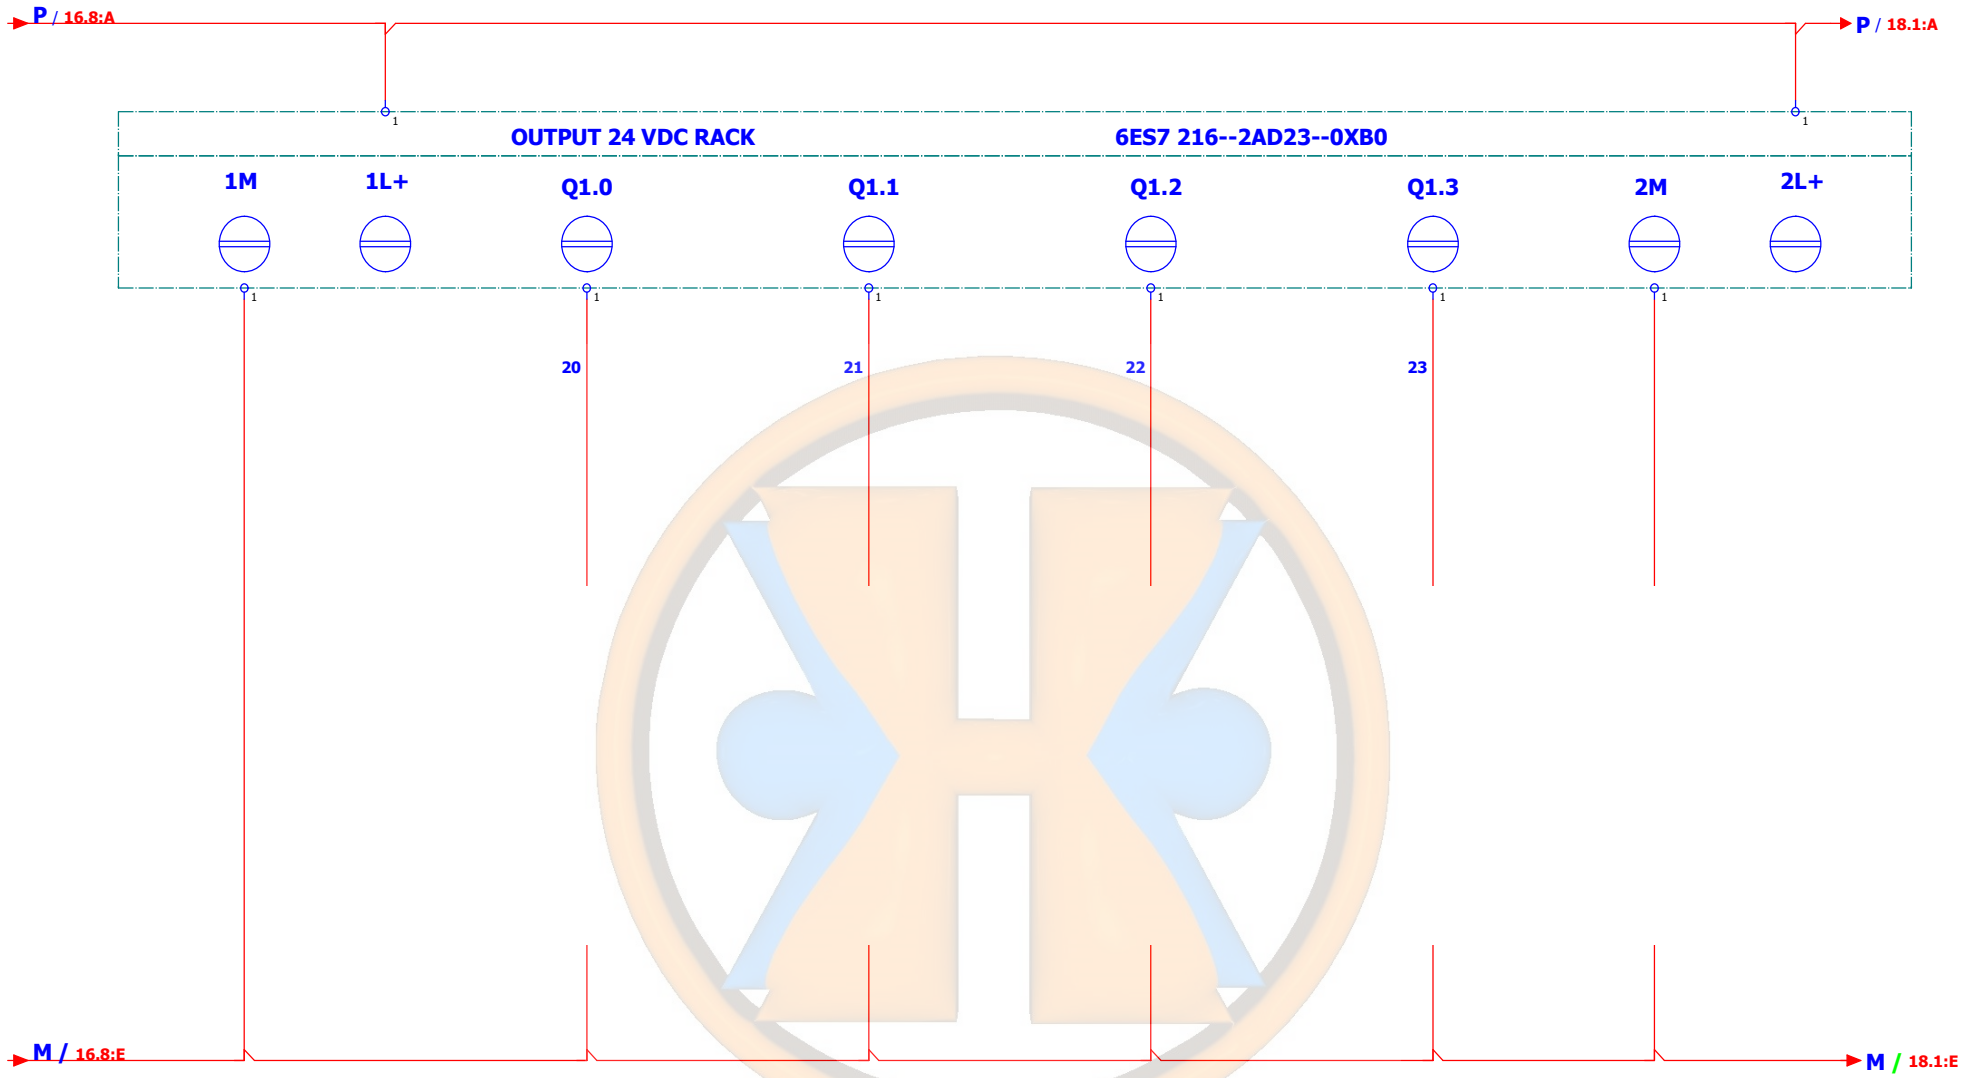 P / 16.8:A
P / 18.1:A
1
1
OUTPUT 24 VDC RACK
6ES7 216--2AD23--0XB0
1M
1L+
Q1.0
Q1.1
Q1.2
Q1.3
2M
2L+
1
1
1
1
1
1
20
21
22
23
M / 16.8:E
M / 18.1:E